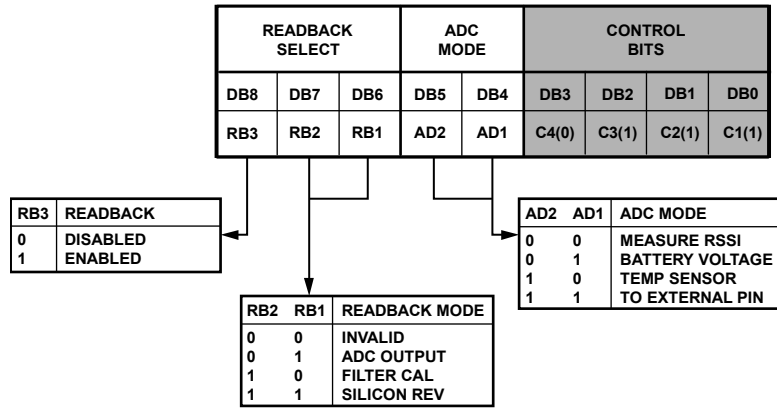 READBACK SELECT ADC MODE CONTROL BITS
DB8 DB7 DB6 DB5 DB4 DB3 DB2 DB1 DB0
RB3 RB2 RB1 AD2 AD1 C4(0) C3(1) C2(1) C1(1)
RB3 READBACK
0 DISABLED
1 ENABLED
RB2 RB1 READBACK MODE
0 0 INVALID
0 1 ADC OUTPUT
1 0 FILTER CAL
1 1 SILICON REV
AD2 AD1 ADC MODE
0 0 MEASURE RSSI
0 1 BATTERY VOLTAGE
1 0 TEMP SENSOR
1 1 TO EXTERNAL PIN